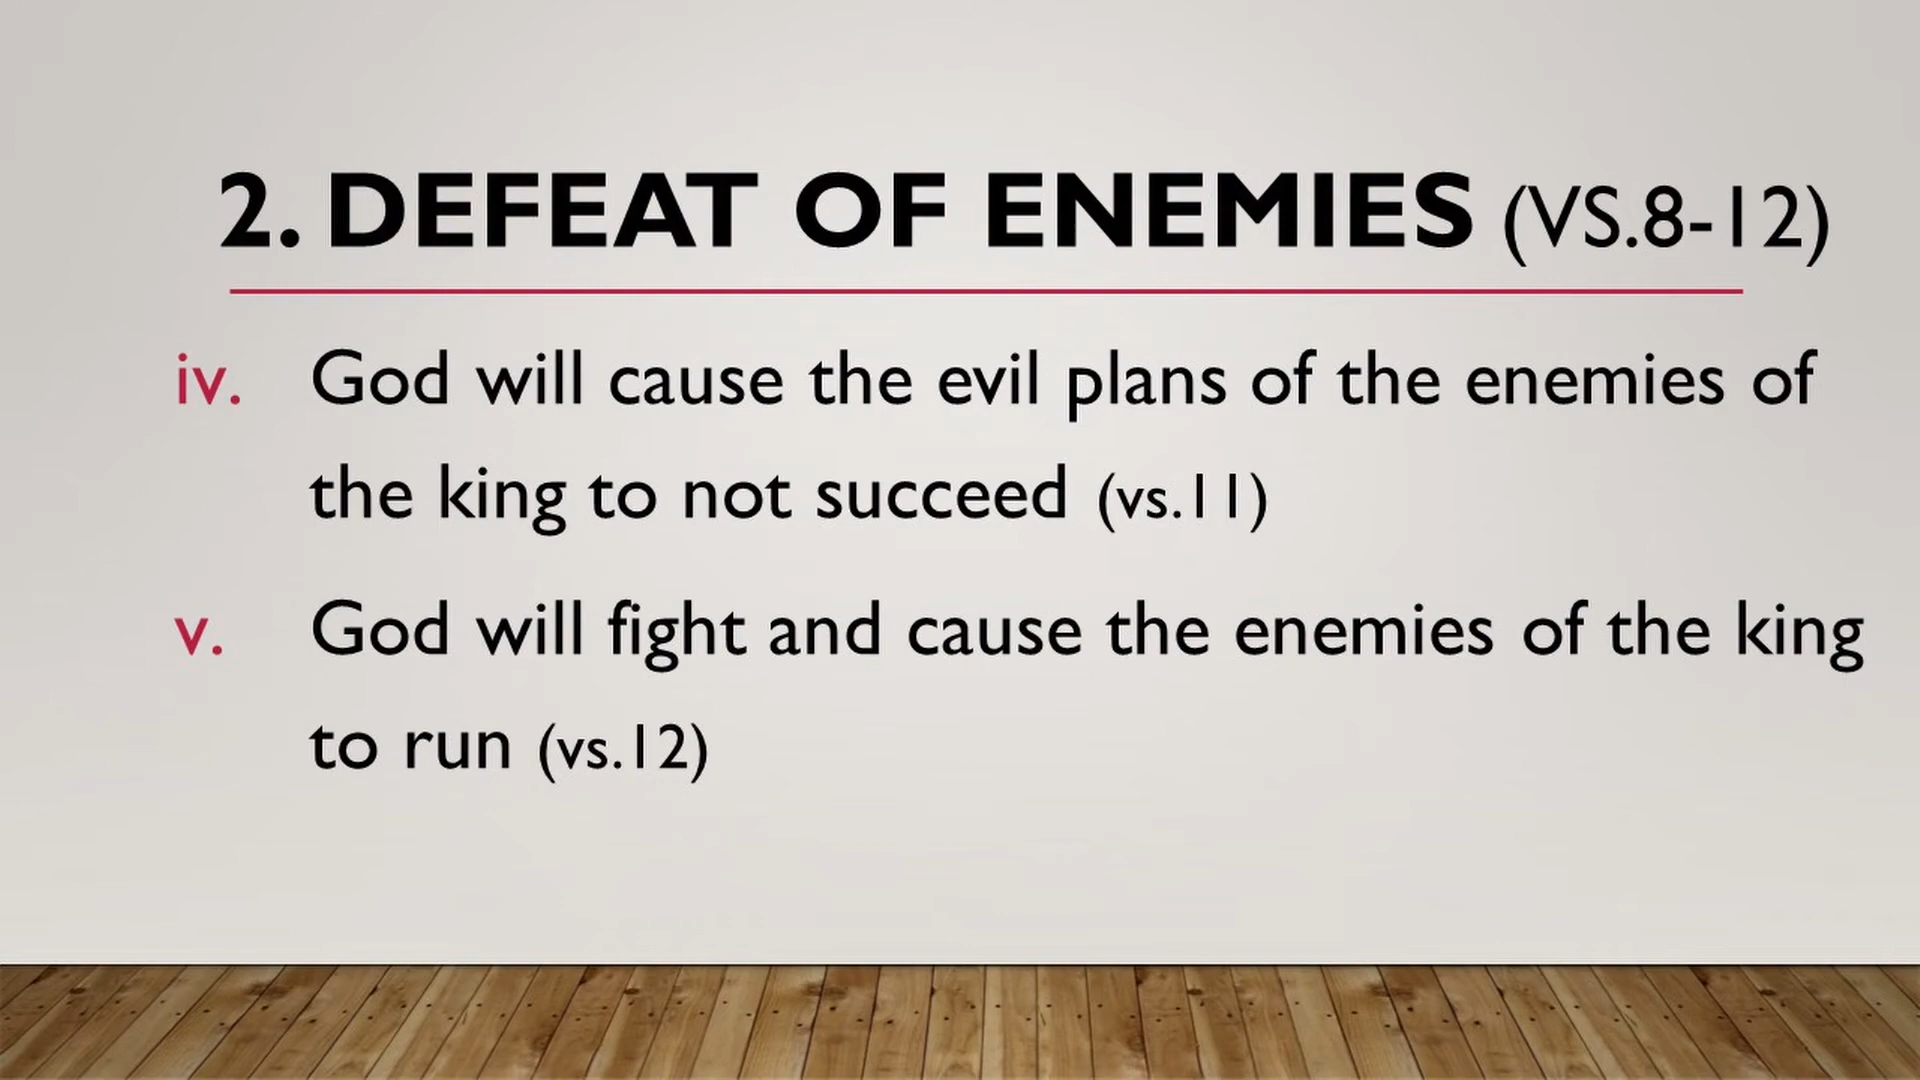 2. DEFEAT OF ENEMIES (VS.8-12)
iv. God will cause the evil plans of the enemies of
the king to not succeed (vs.11)
v. God will fight and cause the enemies of the king
to run (vs.12)